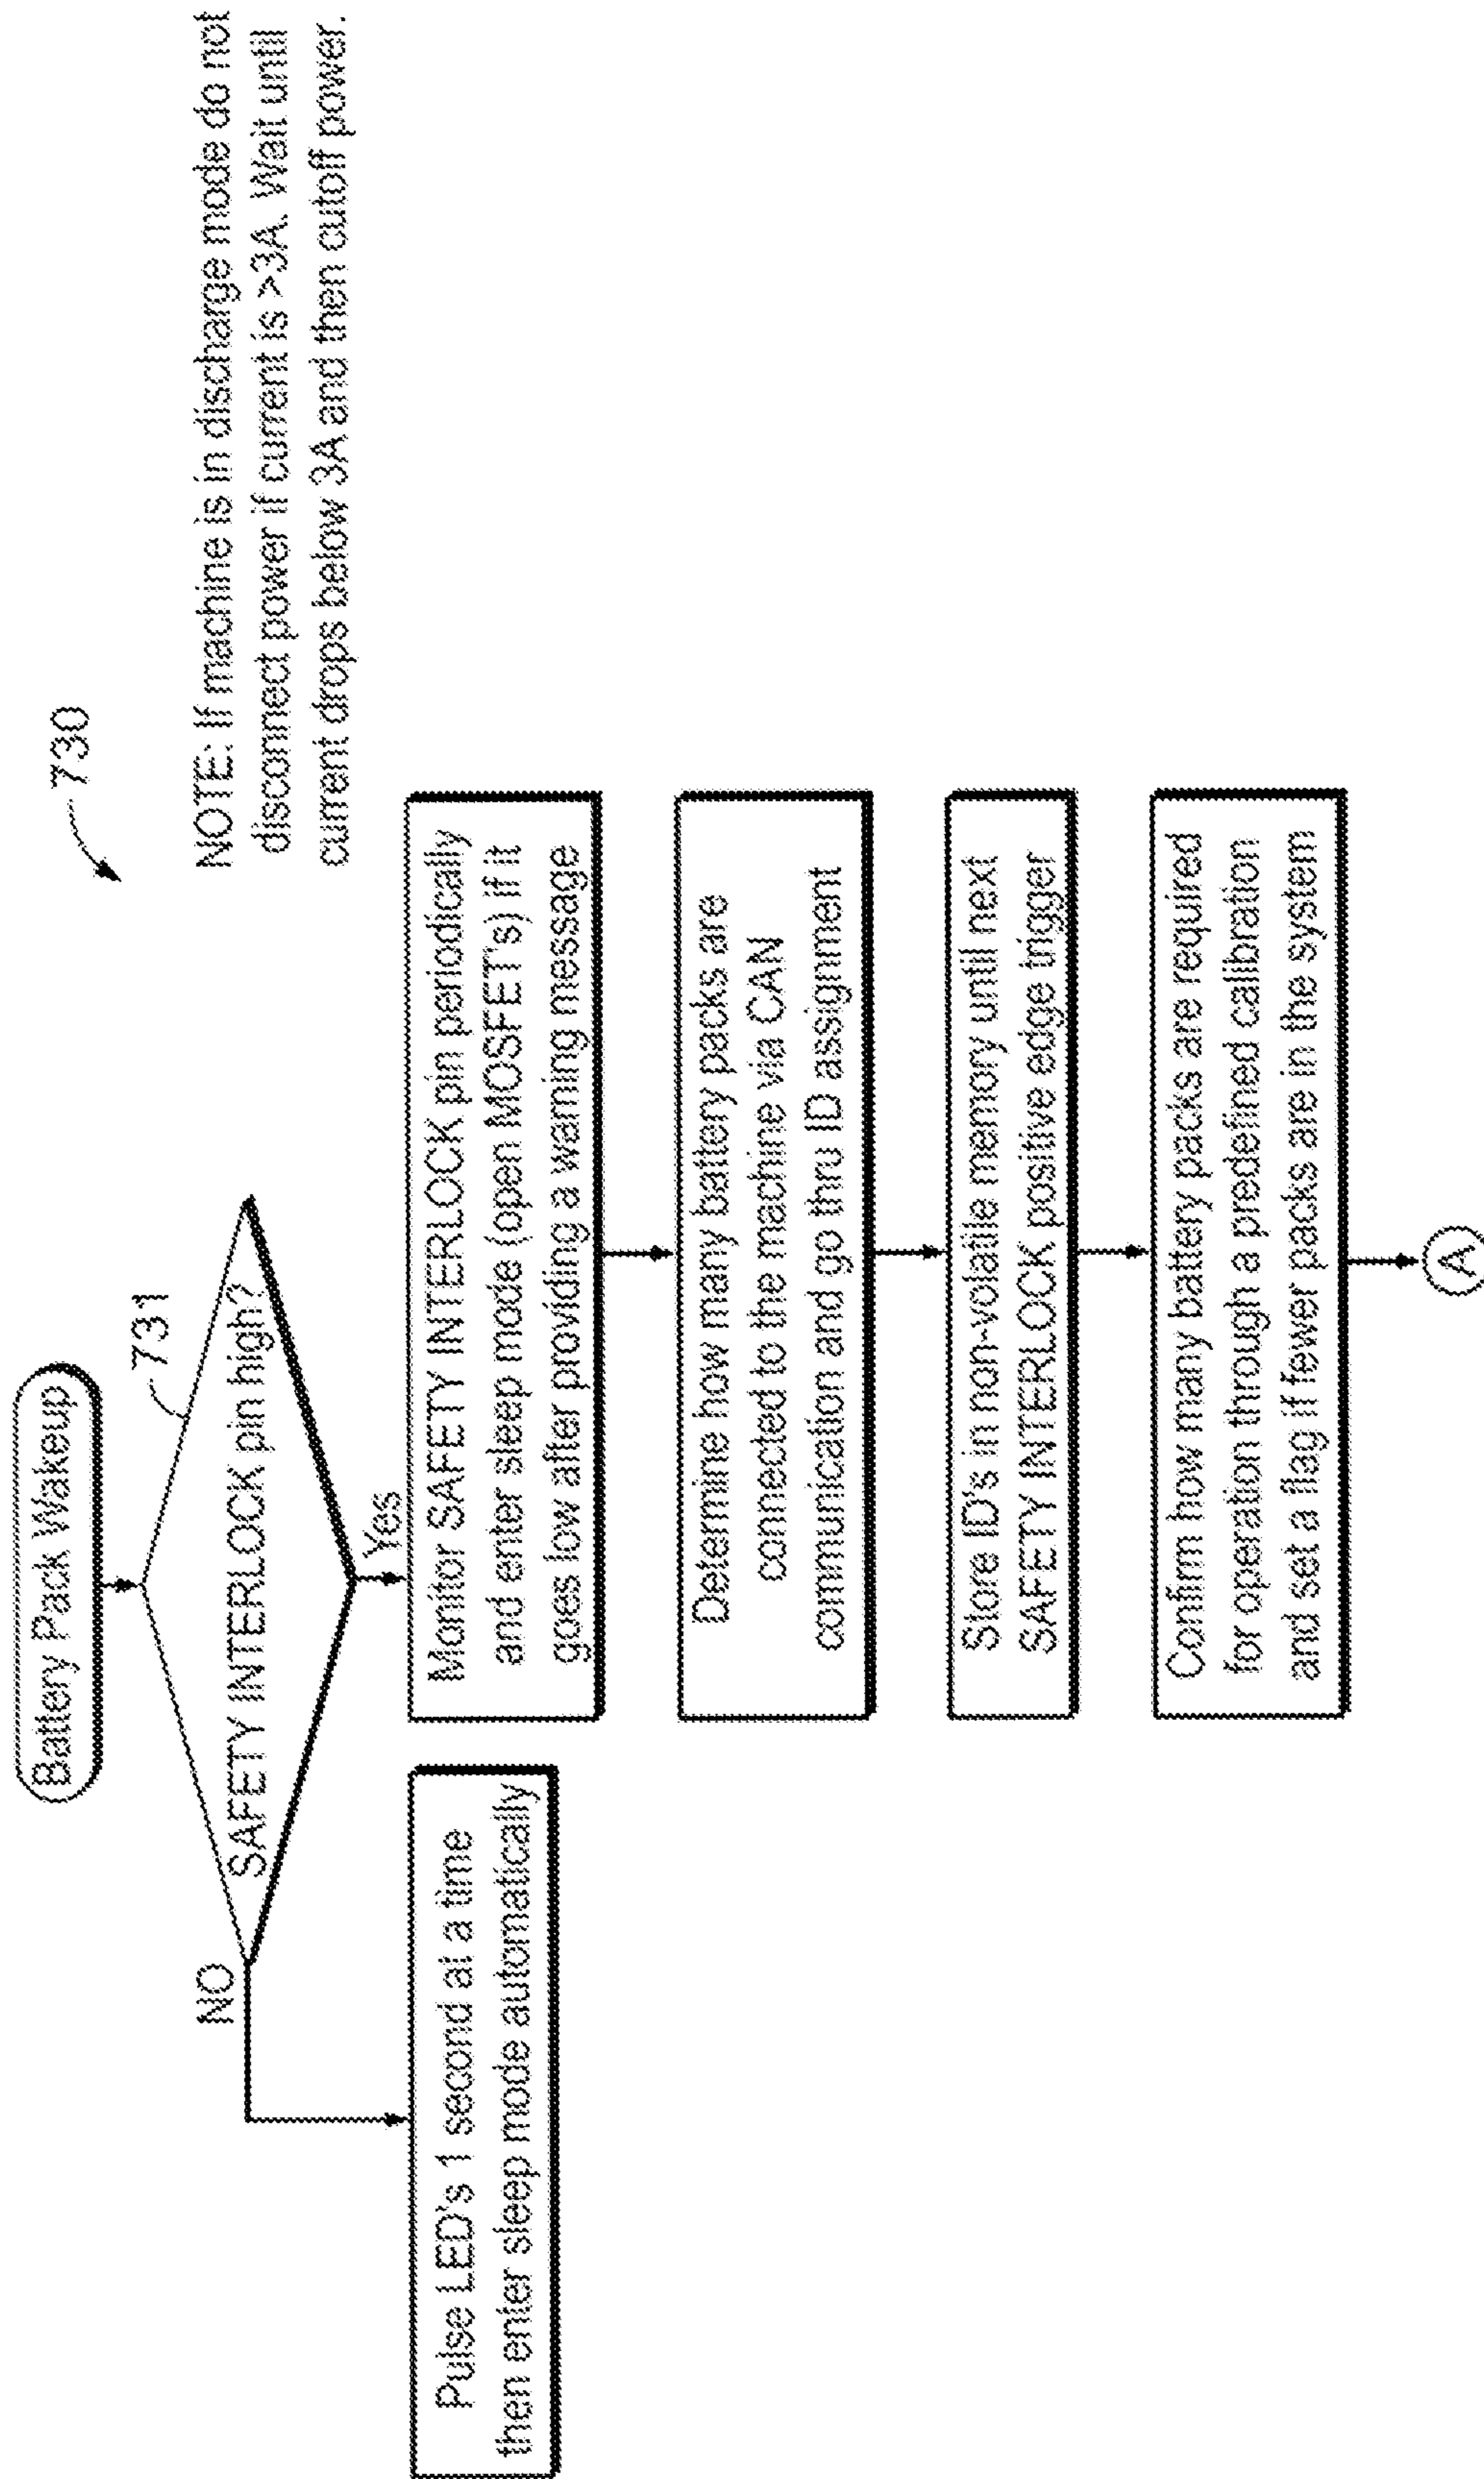 730
NOTE: If machine is in discharge mode do not
disconnect power if current is >3A. Wait until
current drops below 3A and then cutoff power.
Battery Pack Wakeup
731
SAFETY INTERLOCK pin high?
NO
Yes
Pulse LED's 1 second at a time
then enter sleep mode automatically
Monitor SAFETY INTERLOCK pin periodically
and enter sleep mode (open MOSFET's) if it
goes low after providing a warning message
Determine how many battery packs are
connected to the machine via CAN
communication and go thru ID assignment
Store ID's in non-volatile memory until next
SAFETY INTERLOCK positive edge trigger
Confirm how many battery packs are required
for operation through a predefined calibration
and set a flag if fewer packs are in the system
A